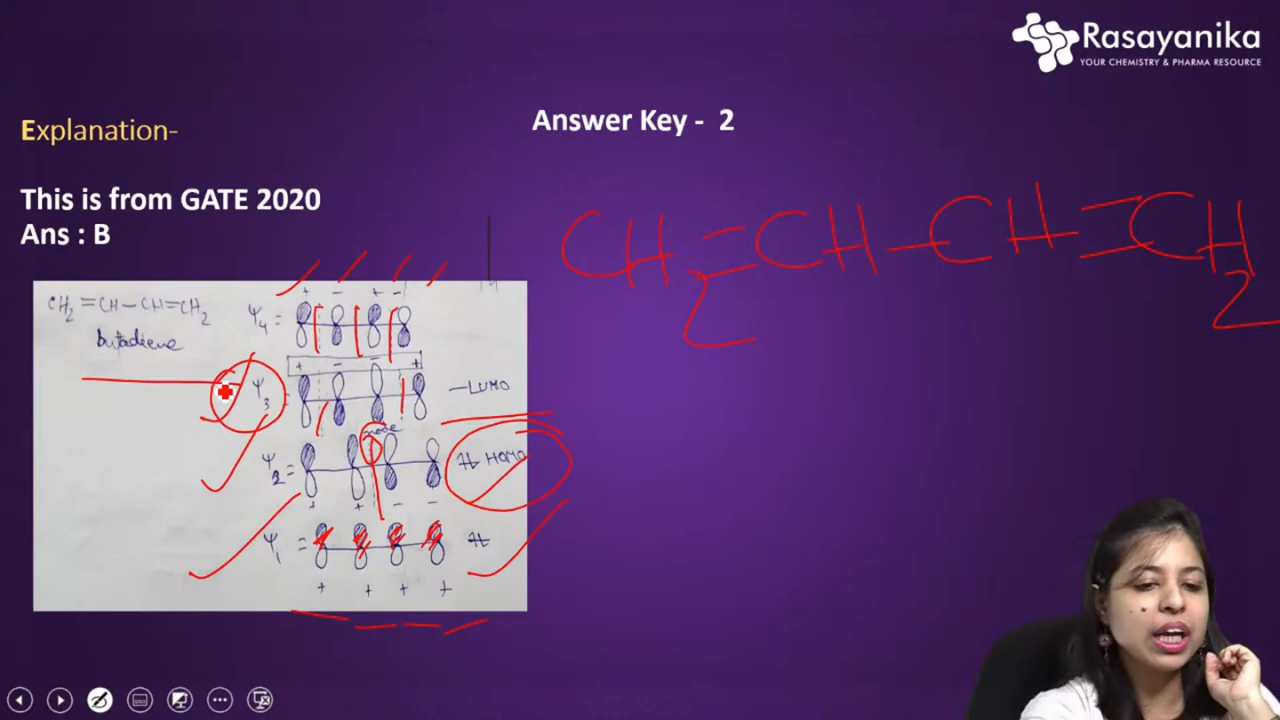 Rasayanika
YOUR CHEMISTRY & PHARMA RESOURCE
Answer Key - 2
Explanation-
This is from GATE 2020
Ans : B
CH2=CH-CH=CH2
CH2=CH-CH=CH2
butadiene
+ - + -
Ψ4 =
+ - - +
Ψ3 = -LUMO
node
Ψ2 = HOMO
+ + - -
Ψ1 =
+ + + +